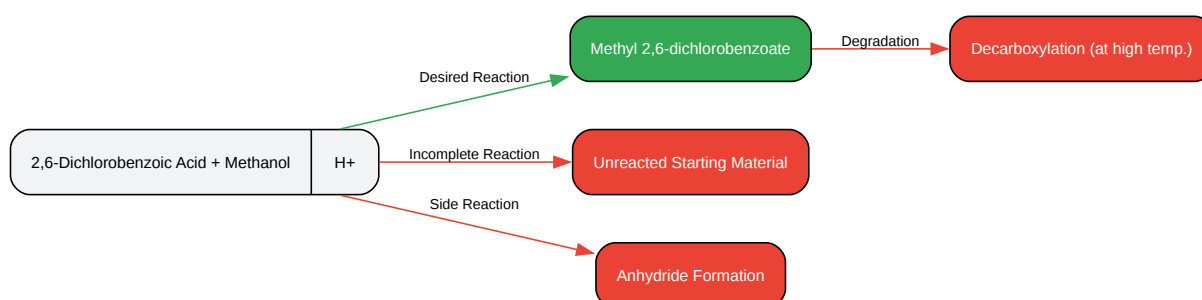 Methyl 2,6-dichlorobenzoate
Degradation
Decarboxylation (at high temp.)
Desired Reaction
2,6-Dichlorobenzoic Acid + Methanol
H+
Incomplete Reaction
Unreacted Starting Material
Side Reaction
Anhydride Formation